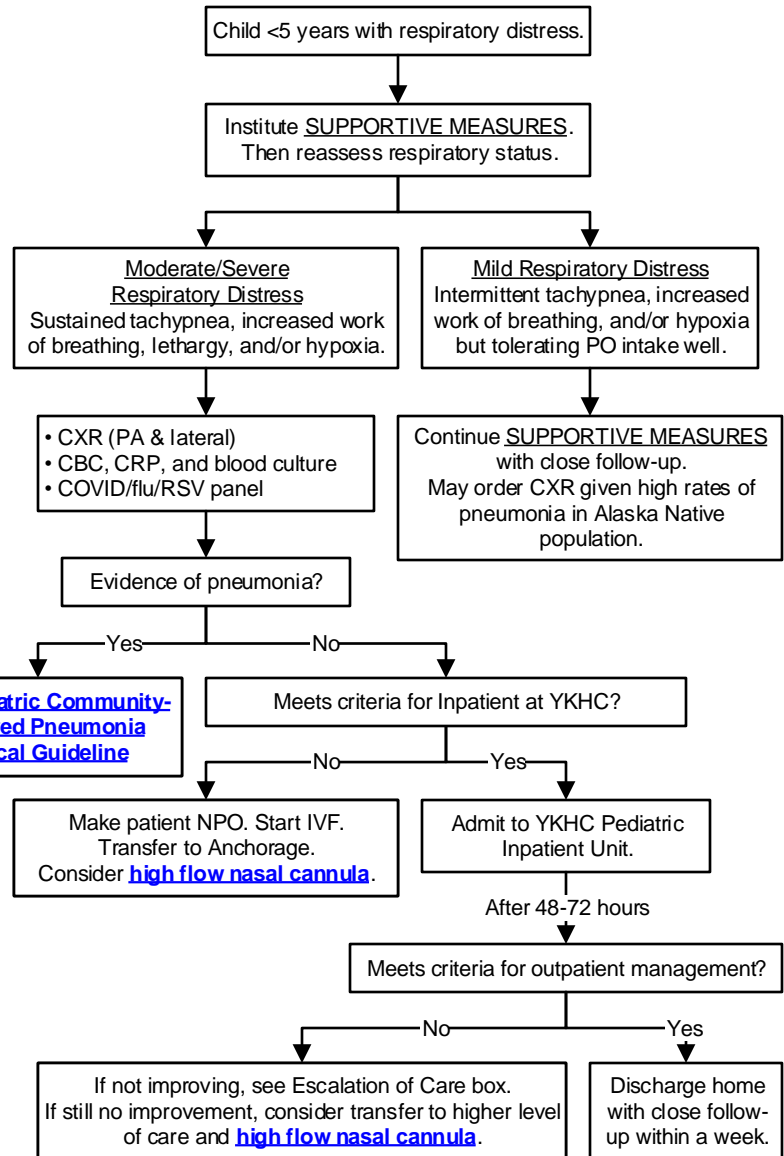 Child <5 years with respiratory distress.
Institute SUPPORTIVE MEASURES.
Then reassess respiratory status.
Moderate/Severe
Respiratory Distress
Sustained tachypnea, increased work
of breathing, lethargy, and/or hypoxia.
Mild Respiratory Distress
Intermittent tachypnea, increased
work of breathing, and/or hypoxia
but tolerating PO intake well.
• CXR (PA & lateral)
• CBC, CRP, and blood culture
• COVID/flu/RSV panel
Continue SUPPORTIVE MEASURES
with close follow-up.
May order CXR given high rates of
pneumonia in Alaska Native
population.
Evidence of pneumonia?
Yes
No
Community-
Pneumonia
Guideline
Meets criteria for Inpatient at YKHC?
No
Yes
Make patient NPO. Start IVF.
Transfer to Anchorage.
Consider high flow nasal cannula.
Admit to YKHC Pediatric
Inpatient Unit.
After 48-72 hours
Meets criteria for outpatient management?
No
Yes
If not improving, see Escalation of Care box.
If still no improvement, consider transfer to higher level
of care and high flow nasal cannula.
Discharge home
with close follow-
up within a week.